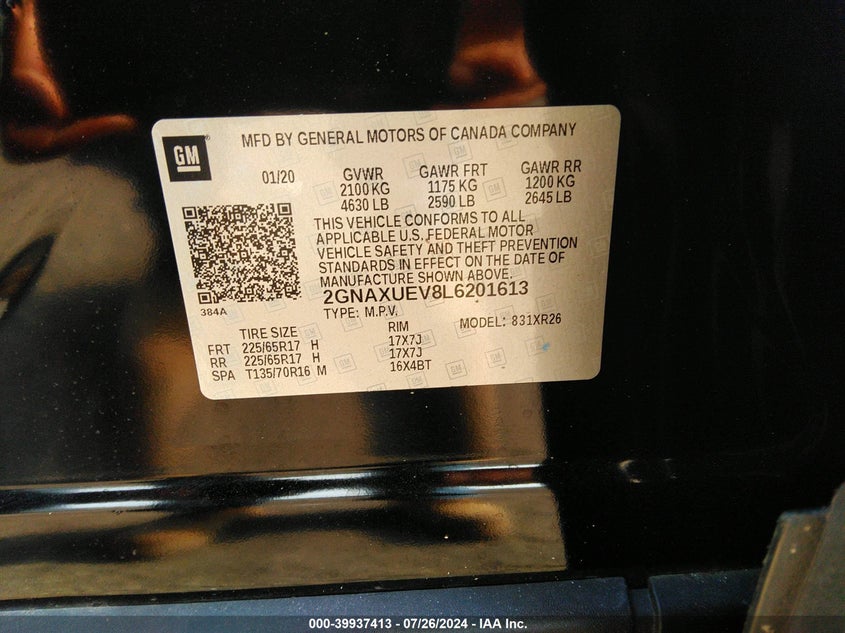 GM
MFD BY GENERAL MOTORS OF CANADA COMPANY
01/20 GVWR GAWR FRT GAWR RR
2100 KG 1175 KG 1200 KG
4630 LB 2590 LB 2645 LB
THIS VEHICLE CONFORMS TO ALL
APPLICABLE U.S. FEDERAL MOTOR
VEHICLE SAFETY AND THEFT PREVENTION
STANDARDS IN EFFECT ON THE DATE OF
MANUFACTURE SHOWN ABOVE.
2GNAXUEV8L6201613
384A
TYPE: M.P.V. MODEL: 831XR26
TIRE SIZE RIM
FRT 225/65R17 H 17X7J
RR 225/65R17 H 17X7J
SPA T135/70R16 M 16X4BT
000-39937413 - 07/26/2024 - IAA Inc.